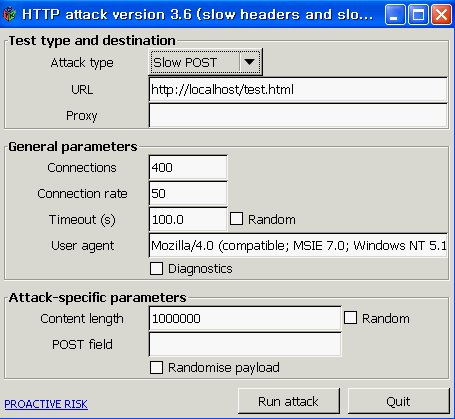 HTTP attack version 3.6 (slow headers and slo...
Test type and destination
Attack type Slow POST
URL http://localhost/test.html
Proxy
General parameters
Connections 400
Connection rate 50
Timeout (s) 100.0 Random
User agent Mozilla/4.0 (compatible; MSIE 7.0; Windows NT 5.1
Diagnostics
Attack-specific parameters
Content length 1000000 Random
POST field
Randomise payload
PROACTIVE RISK Run attack Quit